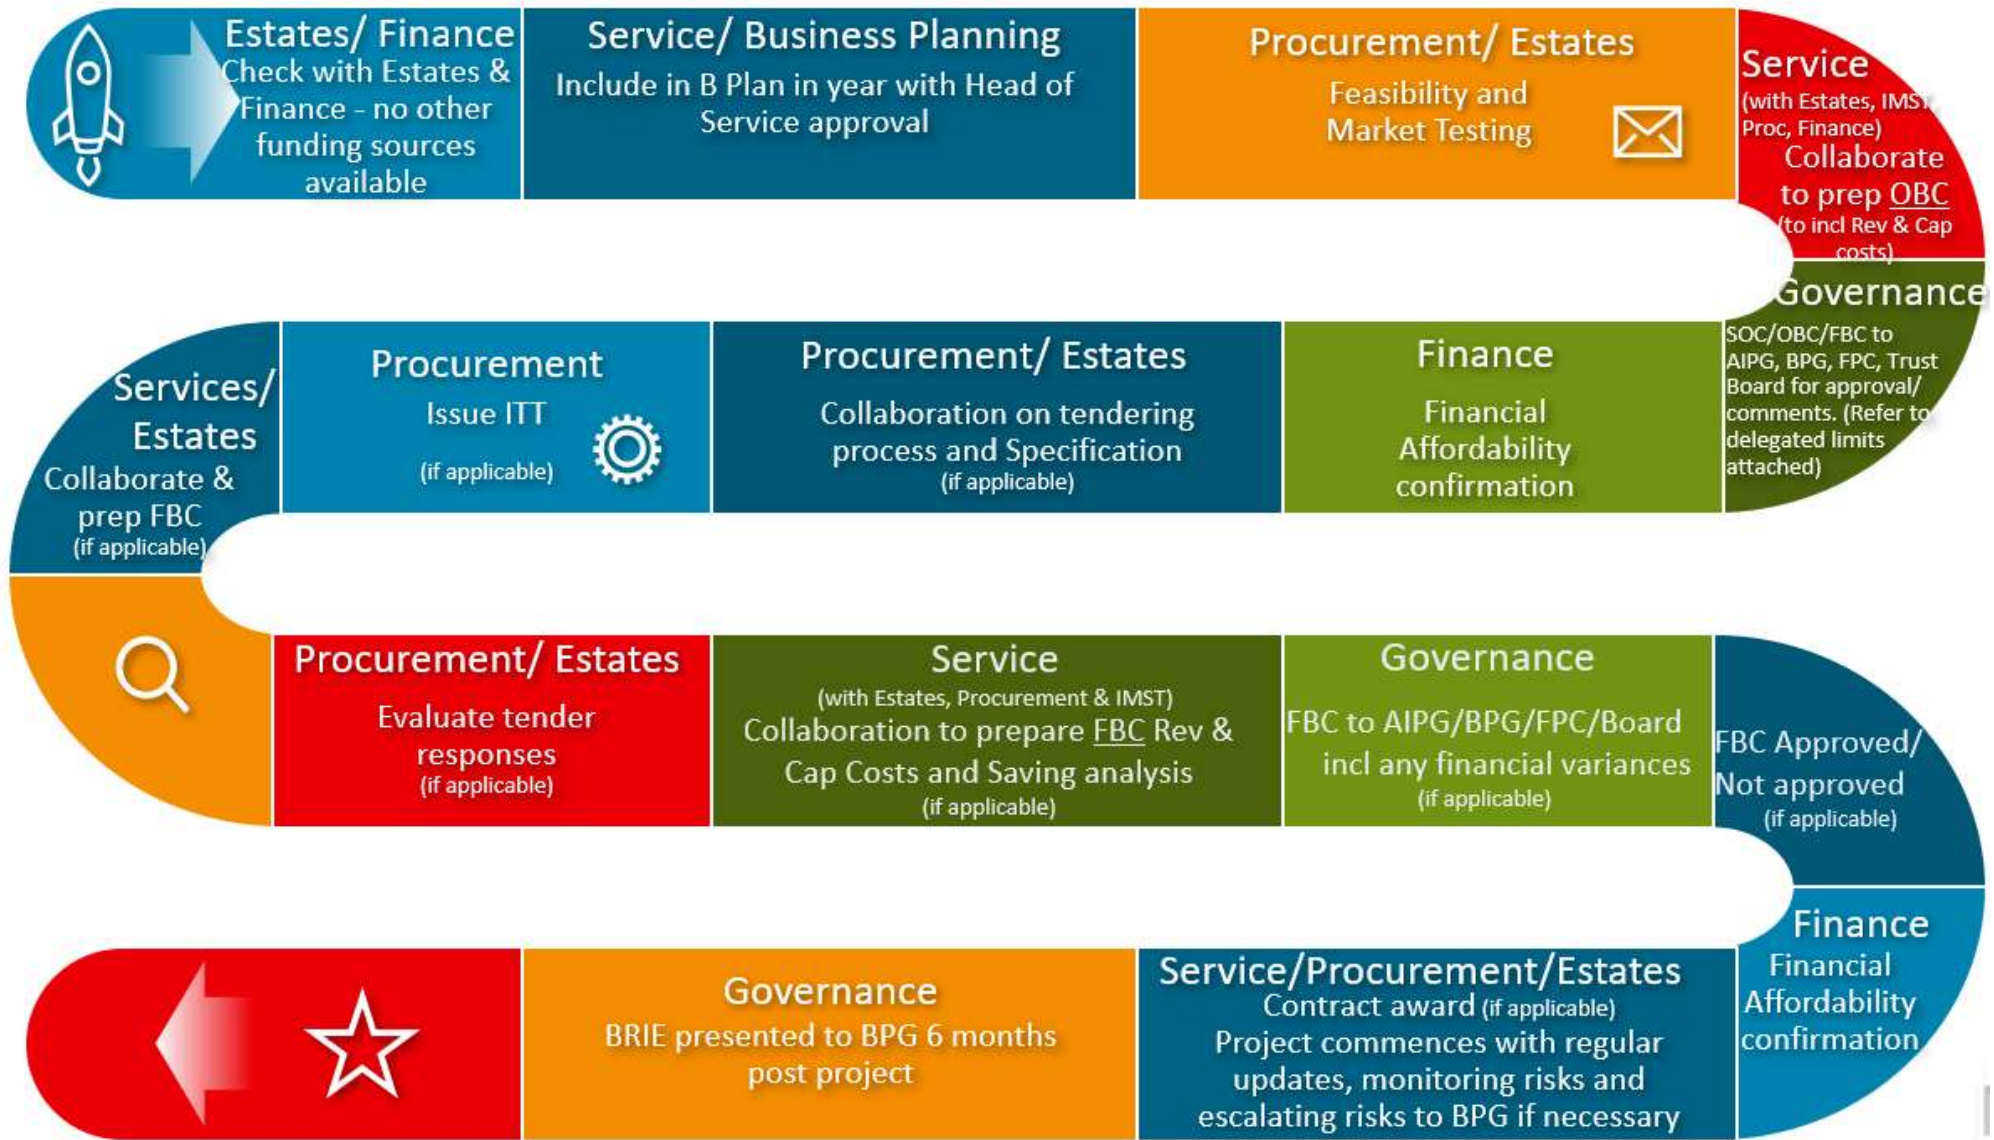 Estates/ Finance
Check with Estates &
Finance - no other
funding sources
available
Service/ Business Planning
Include in B Plan in year with Head of
Service approval
Procurement/ Estates
Feasibility and
Market Testing
Service
(with Estates, IMST,
Proc, Finance)
Collaborate
to prep OBC
(to incl Rev & Cap
costs)
Governance
SOC/OBC/FBC to
AIPG, BPG, FPC, Trust
Board for approval/
comments. (Refer to
delegated limits
attached)
Finance
Financial
Affordability
confirmation
Procurement/ Estates
Collaboration on tendering
process and Specification
(if applicable)
Procurement
Issue ITT
(if applicable)
Services/
Estates
Collaborate &
prep FBC
(if applicable)
Procurement/ Estates
Evaluate tender
responses
(if applicable)
Service
(with Estates, Procurement & IMST)
Collaboration to prepare FBC Rev &
Cap Costs and Saving analysis
(if applicable)
Governance
FBC to AIPG/BPG/FPC/Board
incl any financial variances
(if applicable)
FBC Approved/
Not approved
(if applicable)
Finance
Financial
Affordability
confirmation
Service/Procurement/Estates
Contract award (if applicable)
Project commences with regular
updates, monitoring risks and
escalating risks to BPG if necessary
Governance
BRIE presented to BPG 6 months
post project